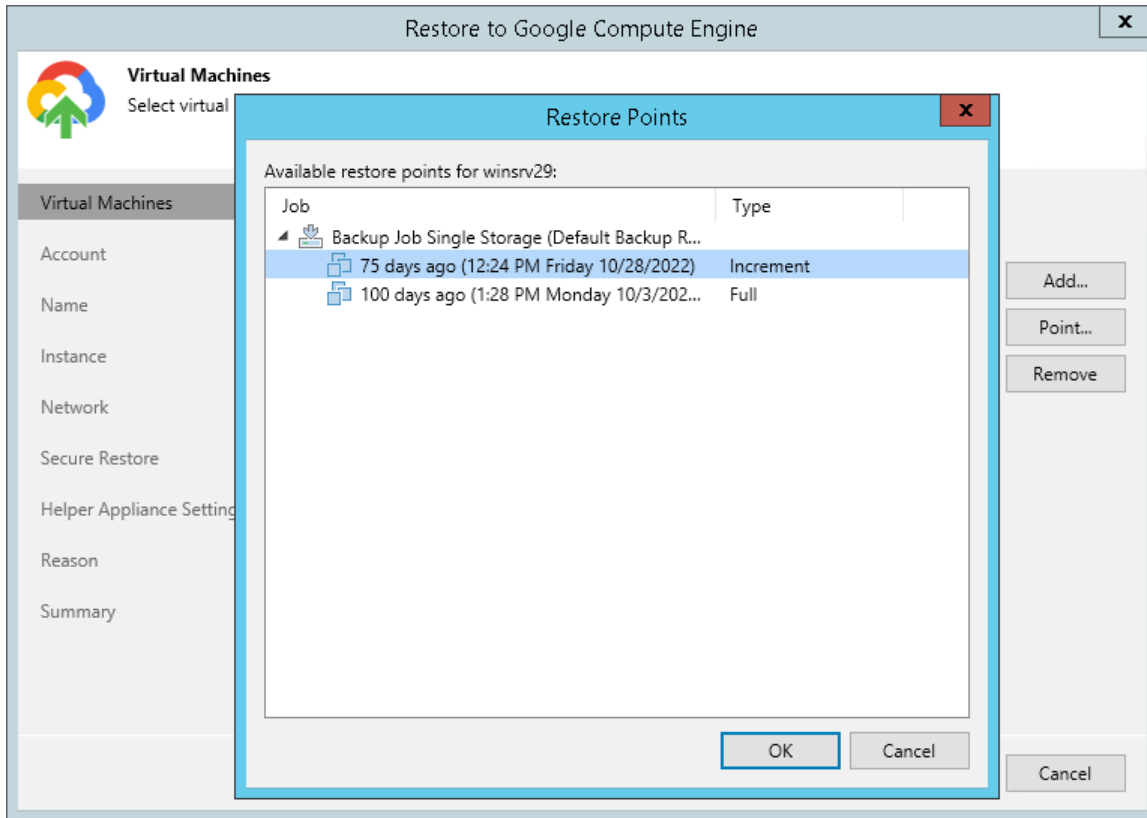 Restore to Google Compute Engine
x
Virtual Machines
Select virtual
Restore Points
x
Available restore points for winsrv29:
Job Type
Backup Job Single Storage (Default Backup R...
75 days ago (12:24 PM Friday 10/28/2022) Increment
100 days ago (1:28 PM Monday 10/3/202... Full
Virtual Machines
Account
Name
Instance
Network
Secure Restore
Helper Appliance Setting
Reason
Summary
Add...
Point...
Remove
OK Cancel
Cancel